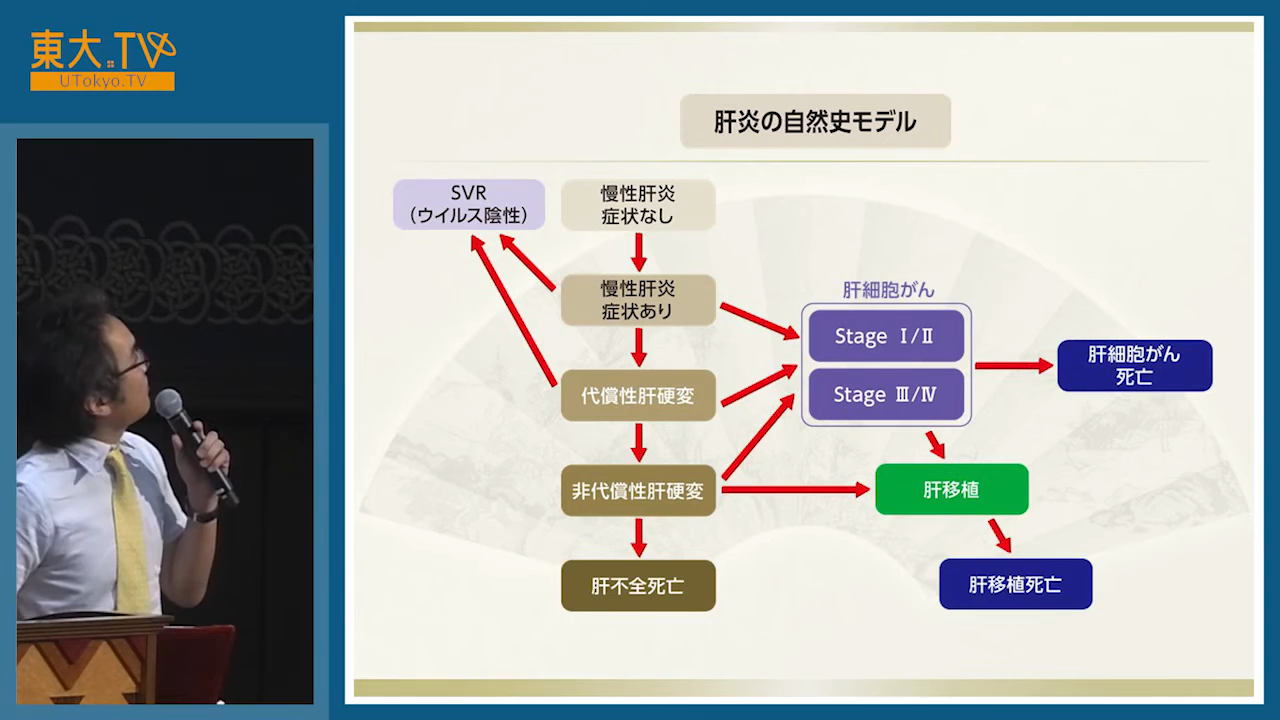 東大.TV
UTokyo.TV
肝炎の自然史モデル
SVR
（ウイルス陰性）
慢性肝炎
症状なし
慢性肝炎
症状あり
代償性肝硬変
非代償性肝硬変
肝不全死亡
肝細胞がん
Stage Ⅰ/Ⅱ
Stage Ⅲ/Ⅳ
肝細胞がん
死亡
肝移植
肝移植死亡